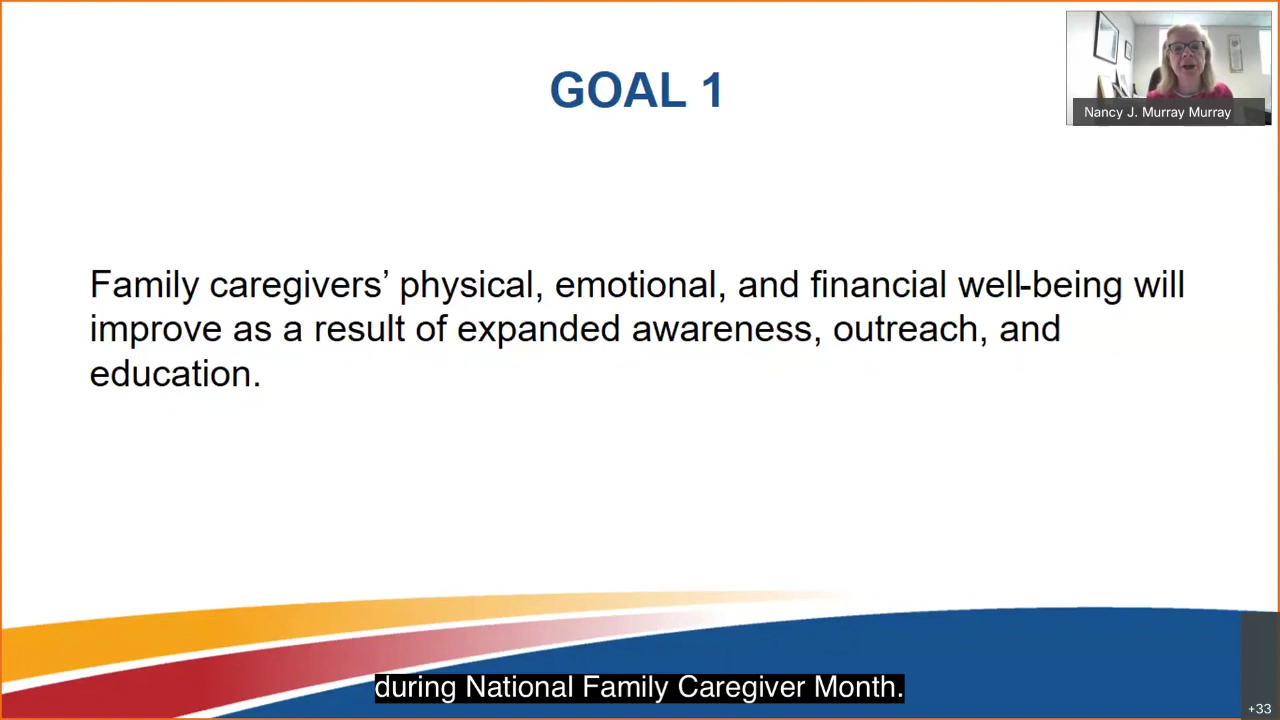 GOAL 1
Nancy J. Murray Murray
Family caregivers’ physical, emotional, and financial well-being will
improve as a result of expanded awareness, outreach, and
education.
during National Family Caregiver Month.
+33